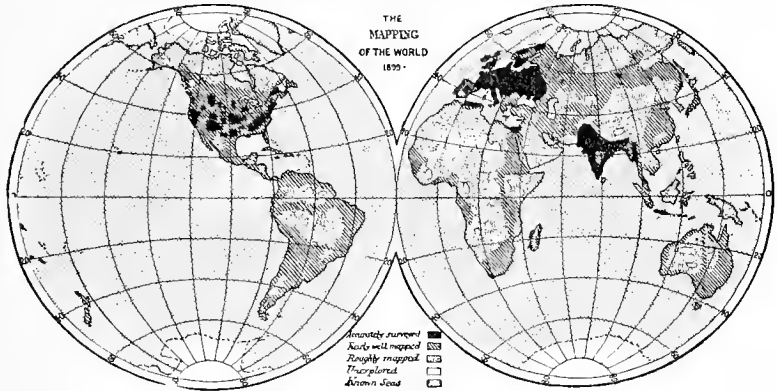 THE
MAPPING
OF THE WORLD
1899.
Accurately surveyed
Fairly well mapped
Roughly mapped
Unexplored
Known Seas